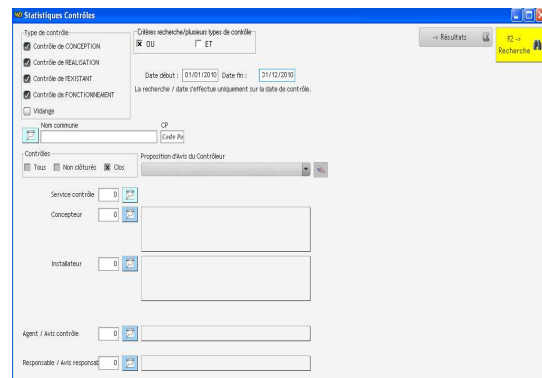 Statistiques Contrôles
Type de contrôle
Contrôle de CONCEPTION
Contrôle de REALISATION
Contrôle de l'EXISTANT
Contrôle de FONCTIONNEMENT
Vidange
Critères recherche/plusieurs types de contrôle
OU ET
Date début : 01/01/2010 Date fin : 31/12/2010
La recherche / date s'effectue uniquement sur la date de contrôle.
-> Résultats
F2 ->
Recherche
Nom commune CP
Code Po
Contrôles
Tous Non clôturés Clos
Proposition d'Avis du Contrôleur
Service contrôle 0
Concepteur 0
Installateur 0
Agent / Avis contrôle 0
Responsable / Avis responsat 0